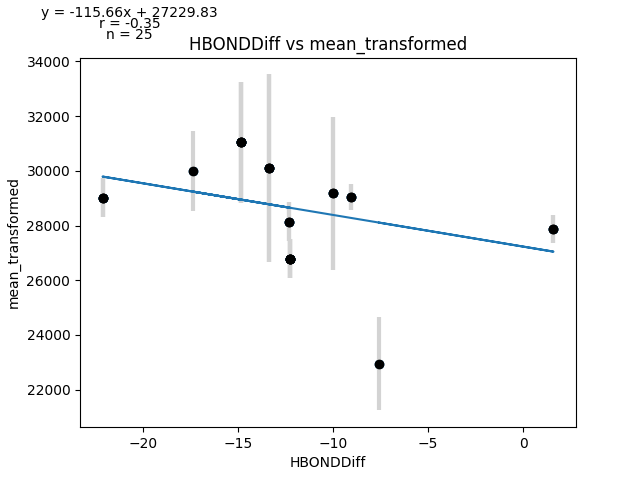 y = -115.66x + 27229.83
r = -0.35
n = 25
HBONDDiff vs mean_transformed
34000
32000
30000
28000
26000
24000
22000
mean_transformed
−20
−15
−10
−5
0
HBONDDiff